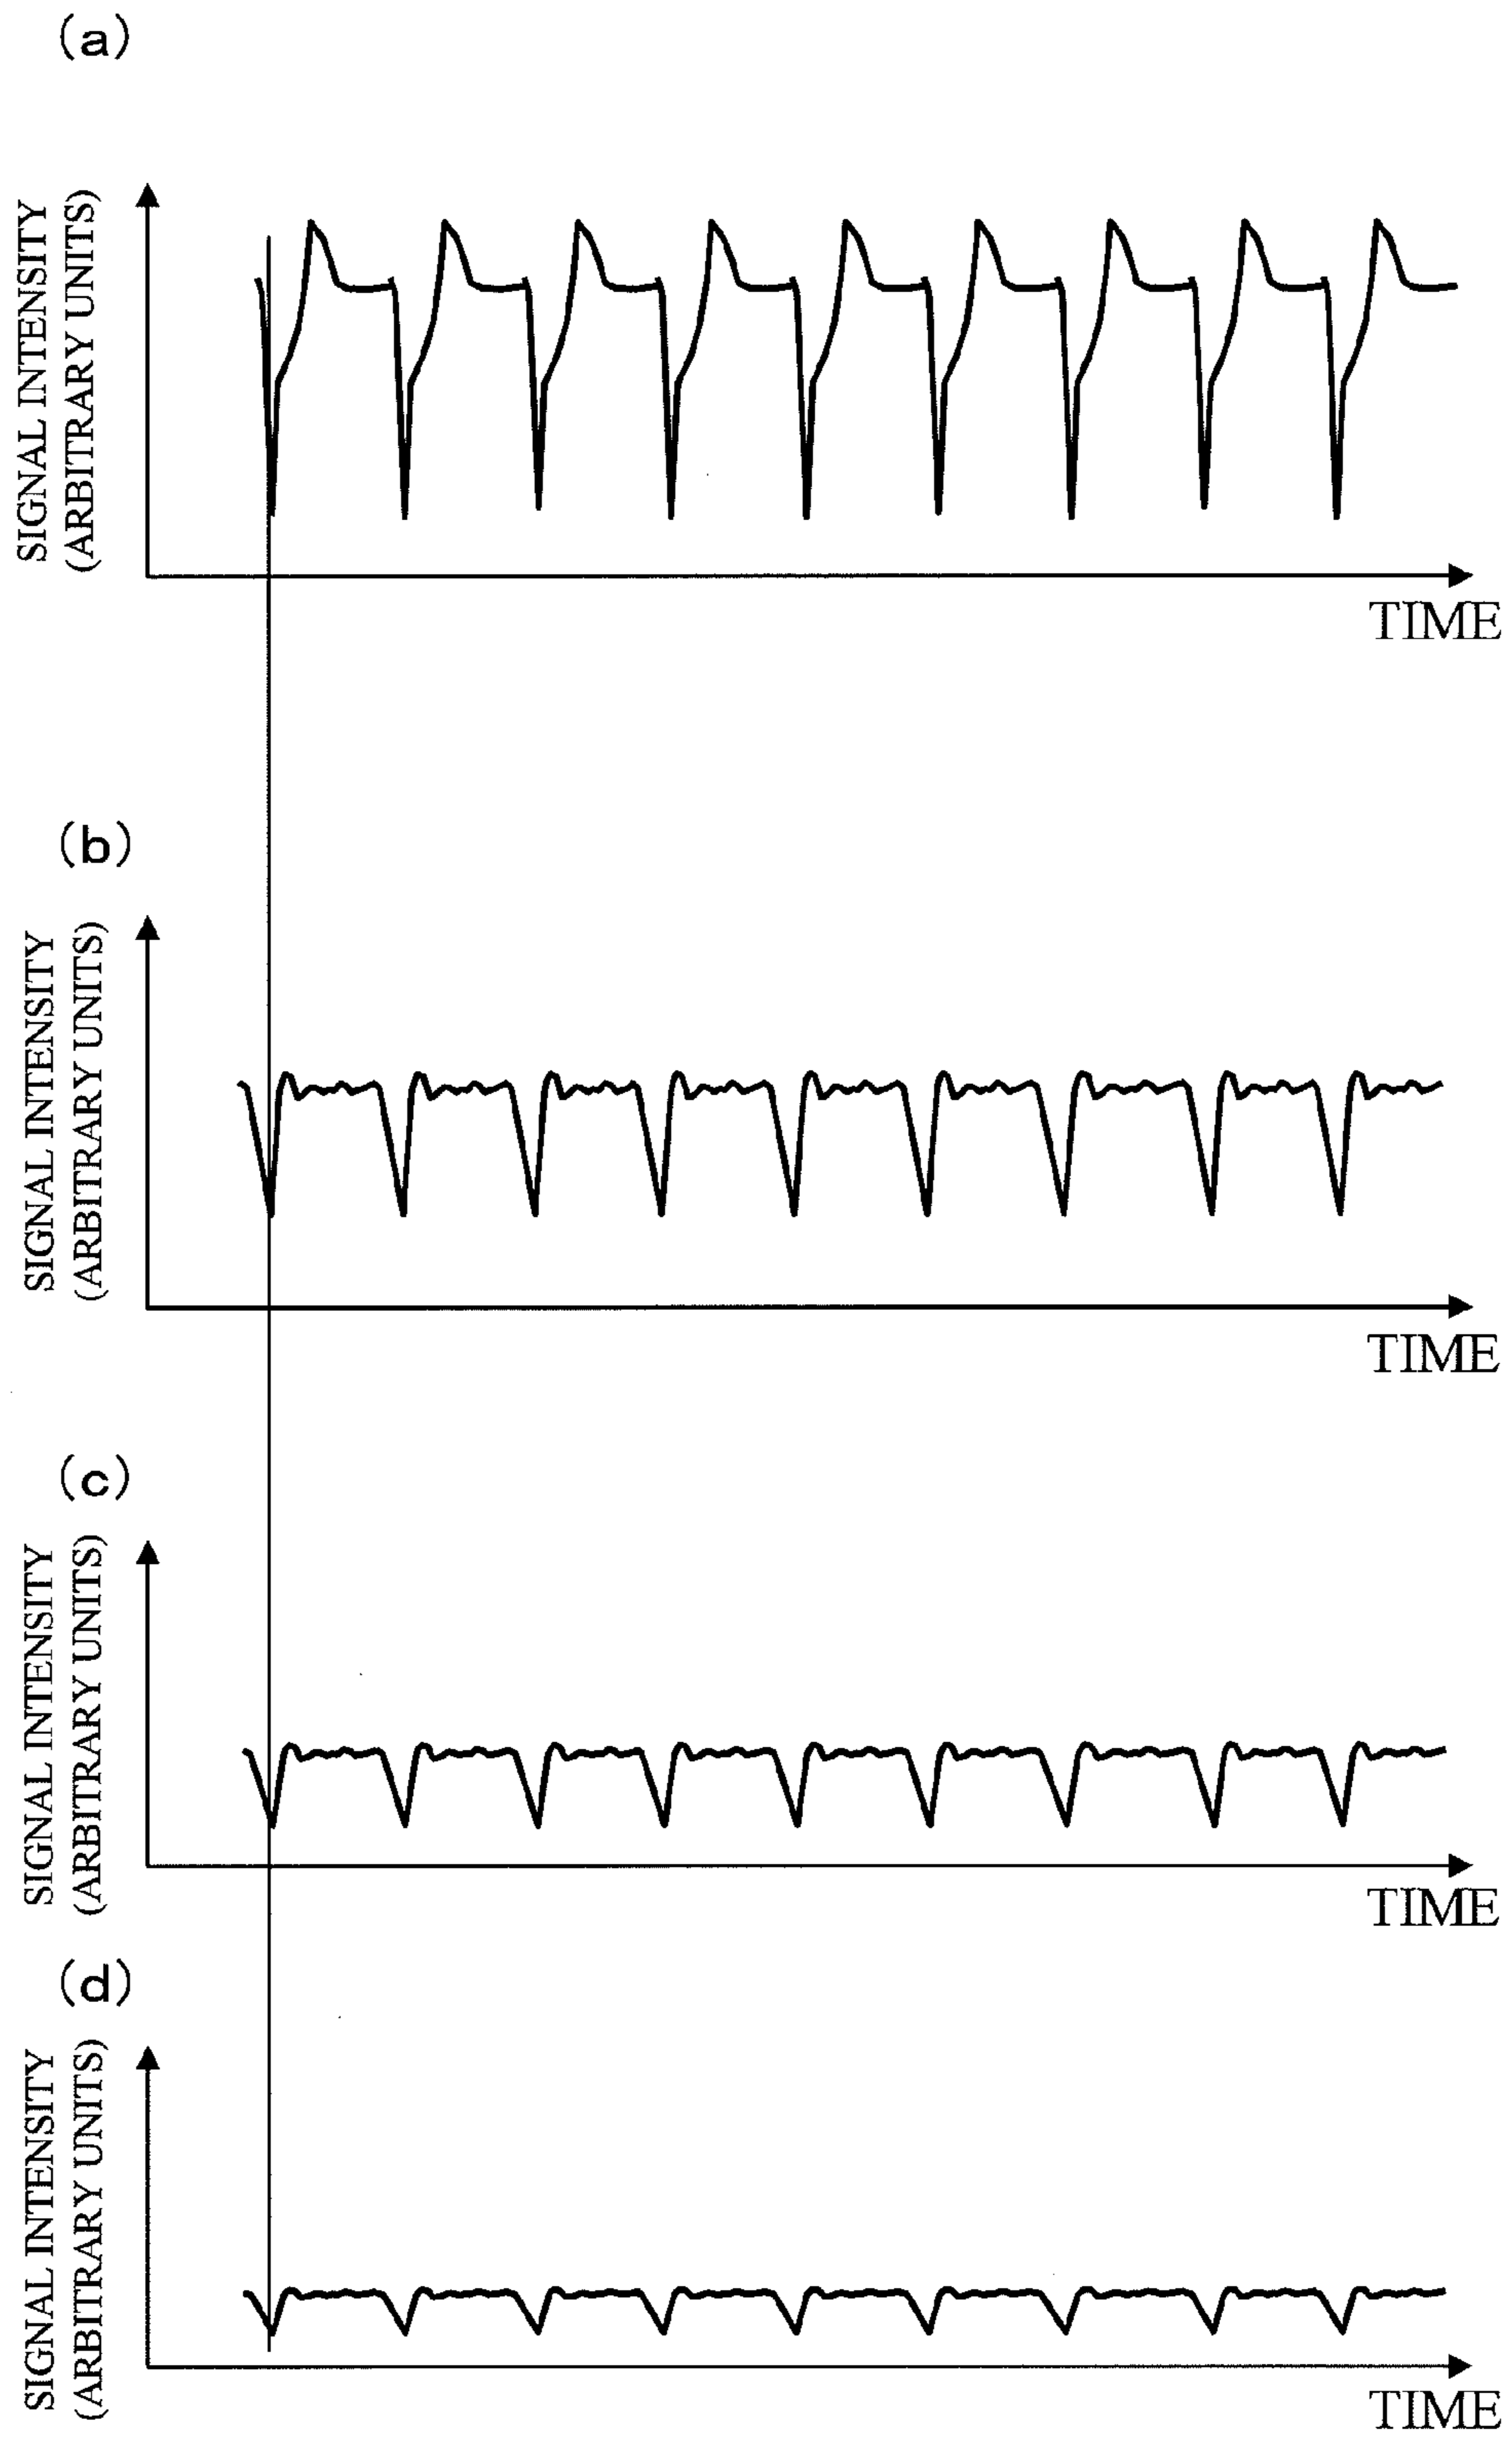 (a)
SIGNAL INTENSITY
(ARBITRARY UNITS)
TIME
(b)
SIGNAL INTENSITY
(ARBITRARY UNITS)
TIME
(c)
SIGNAL INTENSITY
(ARBITRARY UNITS)
TIME
(d)
SIGNAL INTENSITY
(ARBITRARY UNITS)
TIME